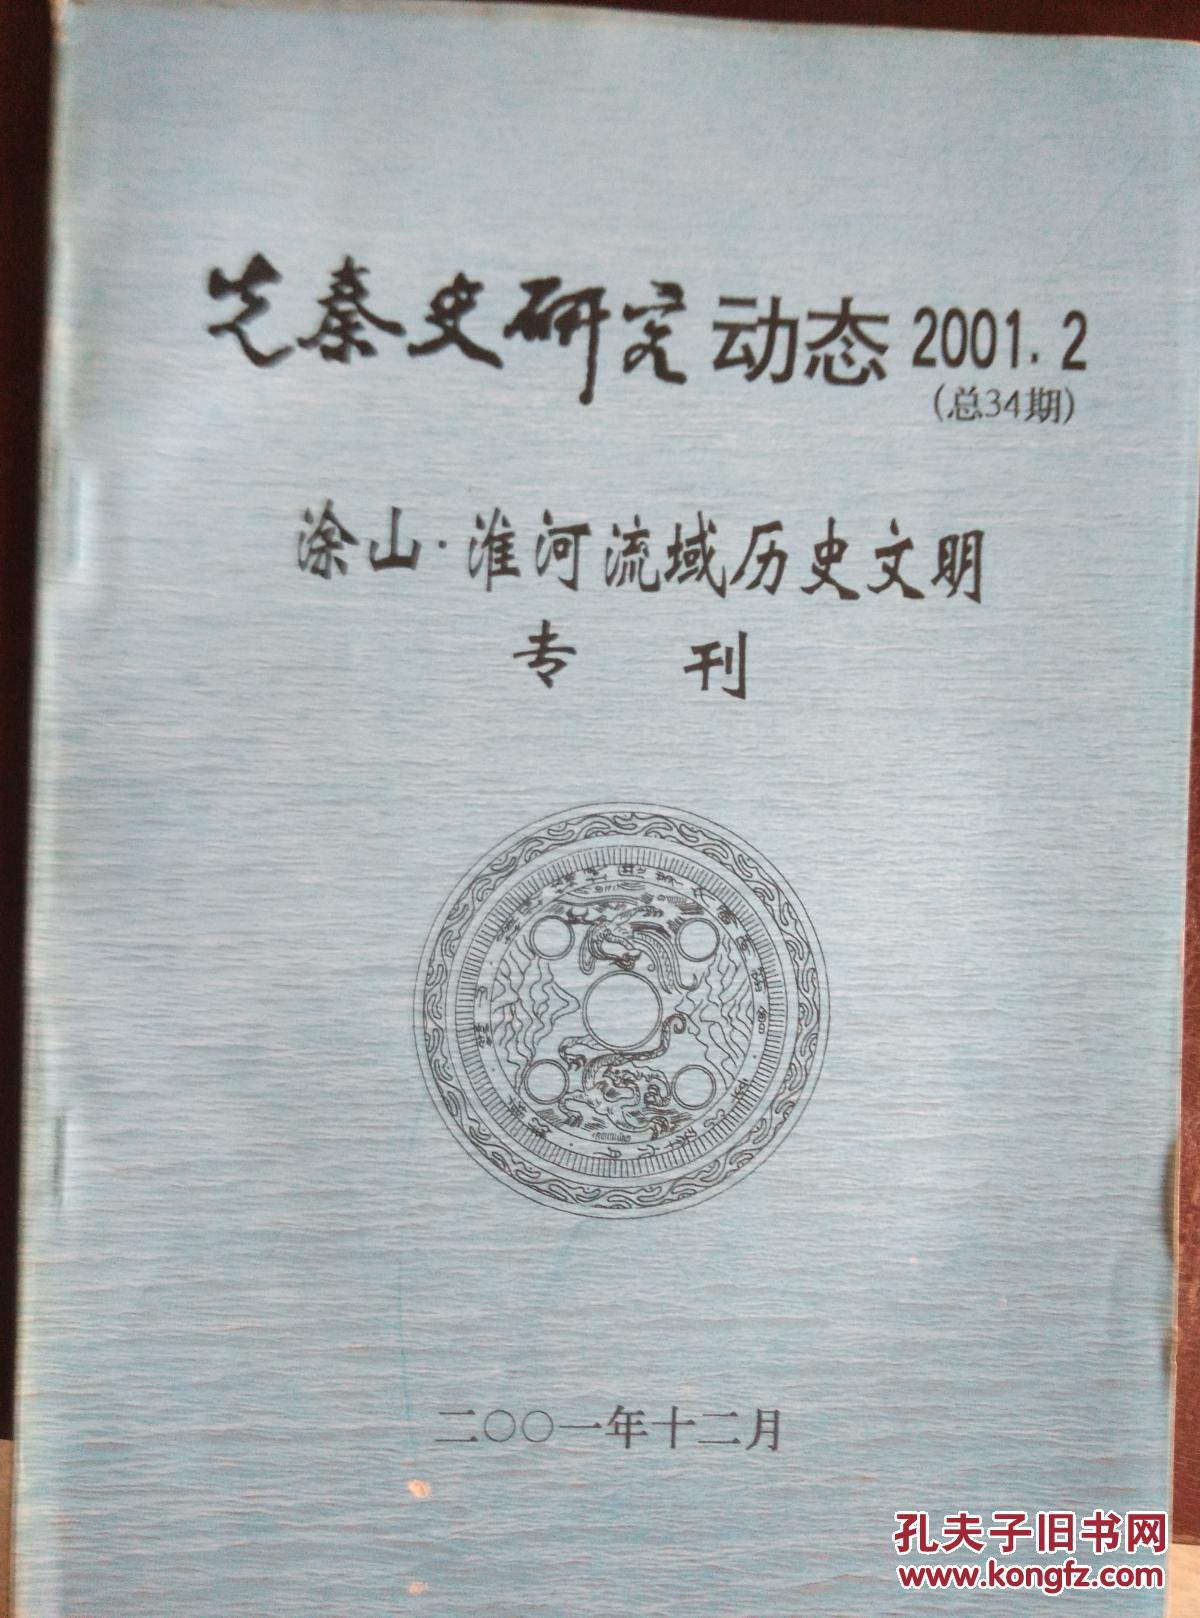 先秦史研究动态 2001.2
(总34期)
涂山·淮河流域历史文明
专 刊
二〇〇一年十二月
孔夫子旧书网
www.kongfz.com